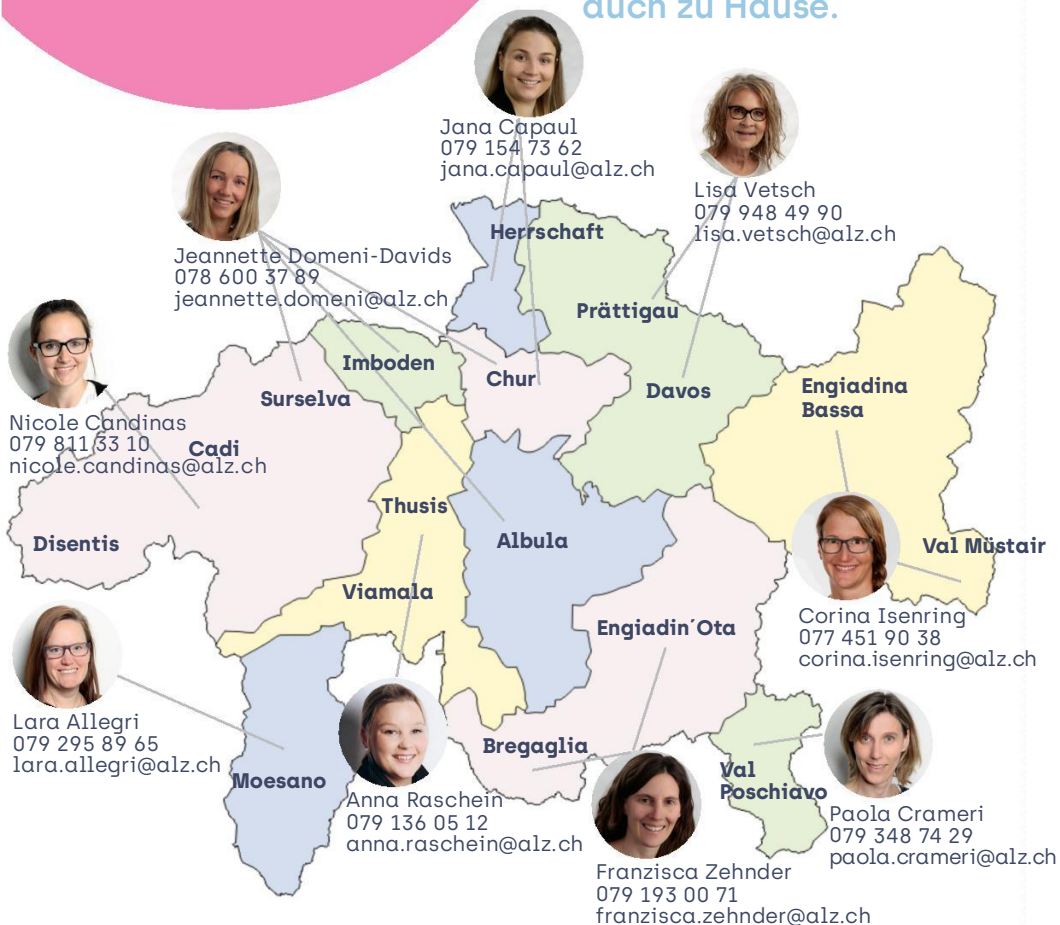 auch zu Hause.
Jana Capaul
079 154 73 62
jana.capaul@alz.ch
Lisa Vetsch
079 948 49 90
lisa.vetsch@alz.ch
Jeannette Domeni-Davids
078 600 37 89
jeannette.domeni@alz.ch
Herrschaft
Prättigau
Imboden
Chur
Davos
Engiadina
Bassa
Surselva
Nicole Candinas
079 811 33 10
nicole.candinas@alz.ch
Cadi
Thusis
Disentis
Albula
Val Müstair
Viamala
Engiadin´Ota
Corina Isenring
077 451 90 38
corina.isenring@alz.ch
Lara Allegri
079 295 89 65
lara.allegri@alz.ch
Moesano
Bregaglia
Val
Poschiavo
Anna Raschein
079 136 05 12
anna.raschein@alz.ch
Paola Crameri
079 348 74 29
paola.crameri@alz.ch
Franzisca Zehnder
079 193 00 71
franzisca.zehnder@alz.ch